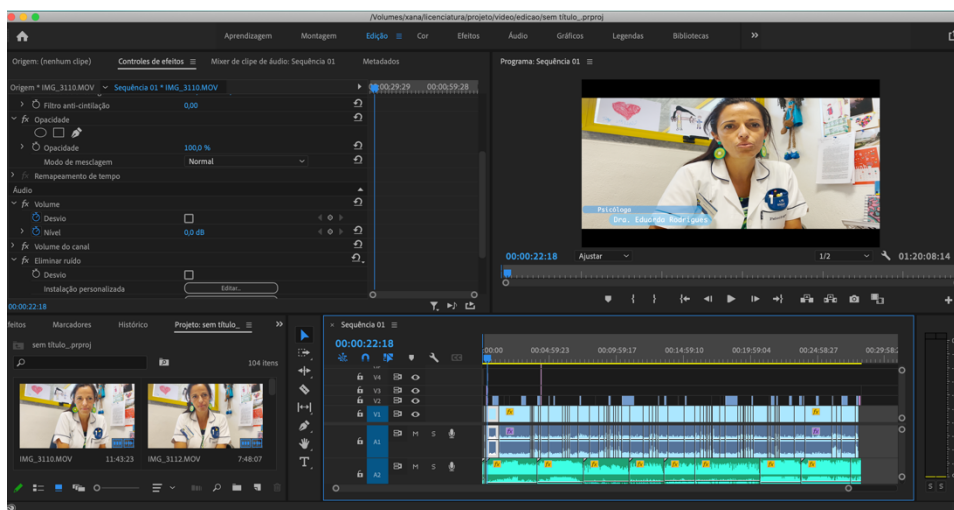 /Volumes/xana/licenciatura/projeto/video/edicao/sem título_.prproj
Aprendizagem Montagem Edição Cor Efeitos Áudio Gráficos Legendas Bibliotecas
Origem: (nenhum clipe) Controles de efeitos Mixer de clipe de áudio: Sequência 01 Metadados
Programa: Sequência 01
Origem * IMG_3110.MOV Sequência 01 * IMG_3110.MOV
00:00:29:29 00:00:59:28
Filtro anti-cintilação 0,00
fx Opacidade
Opacidade 100,0 %
Modo de mesclagem Normal
fx Remapeamento de tempo
Áudio
fx Volume
Desvio
Nível 0,0 dB
fx Volume do canal
fx Eliminar ruído
Desvio
Instalação personalizada Editar...
00:00:22:18
Psicóloga
Dra. Eduarda Rodrigues
00:00:22:18 Ajustar 1/2 01:20:08:14
feitos Marcadores Histórico Projeto: sem título_
sem título_.prproj
104 itens
IMG_3110.MOV 11:43:23
IMG_3112.MOV 7:48:07
Sequência 01
00:00:22:18
:00:00 00:04:59:23 00:09:59:17 00:14:59:10 00:19:59:04 00:24:58:27 00:29:58:2
V4
V3
V2
V1
A1 M S
A2 M S
S S